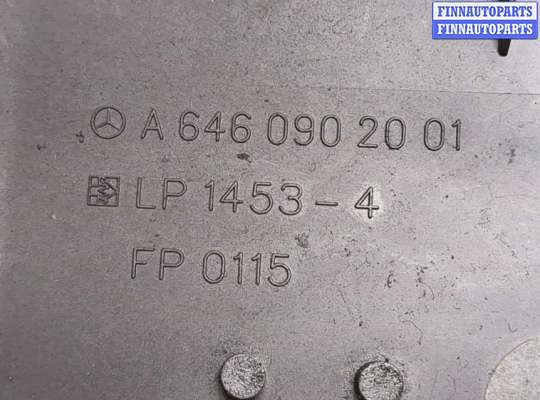 FINNAUTOPARTS
FINNAUTOPARTS
A 646 090 20 01
LP 1453-4
FP 0115